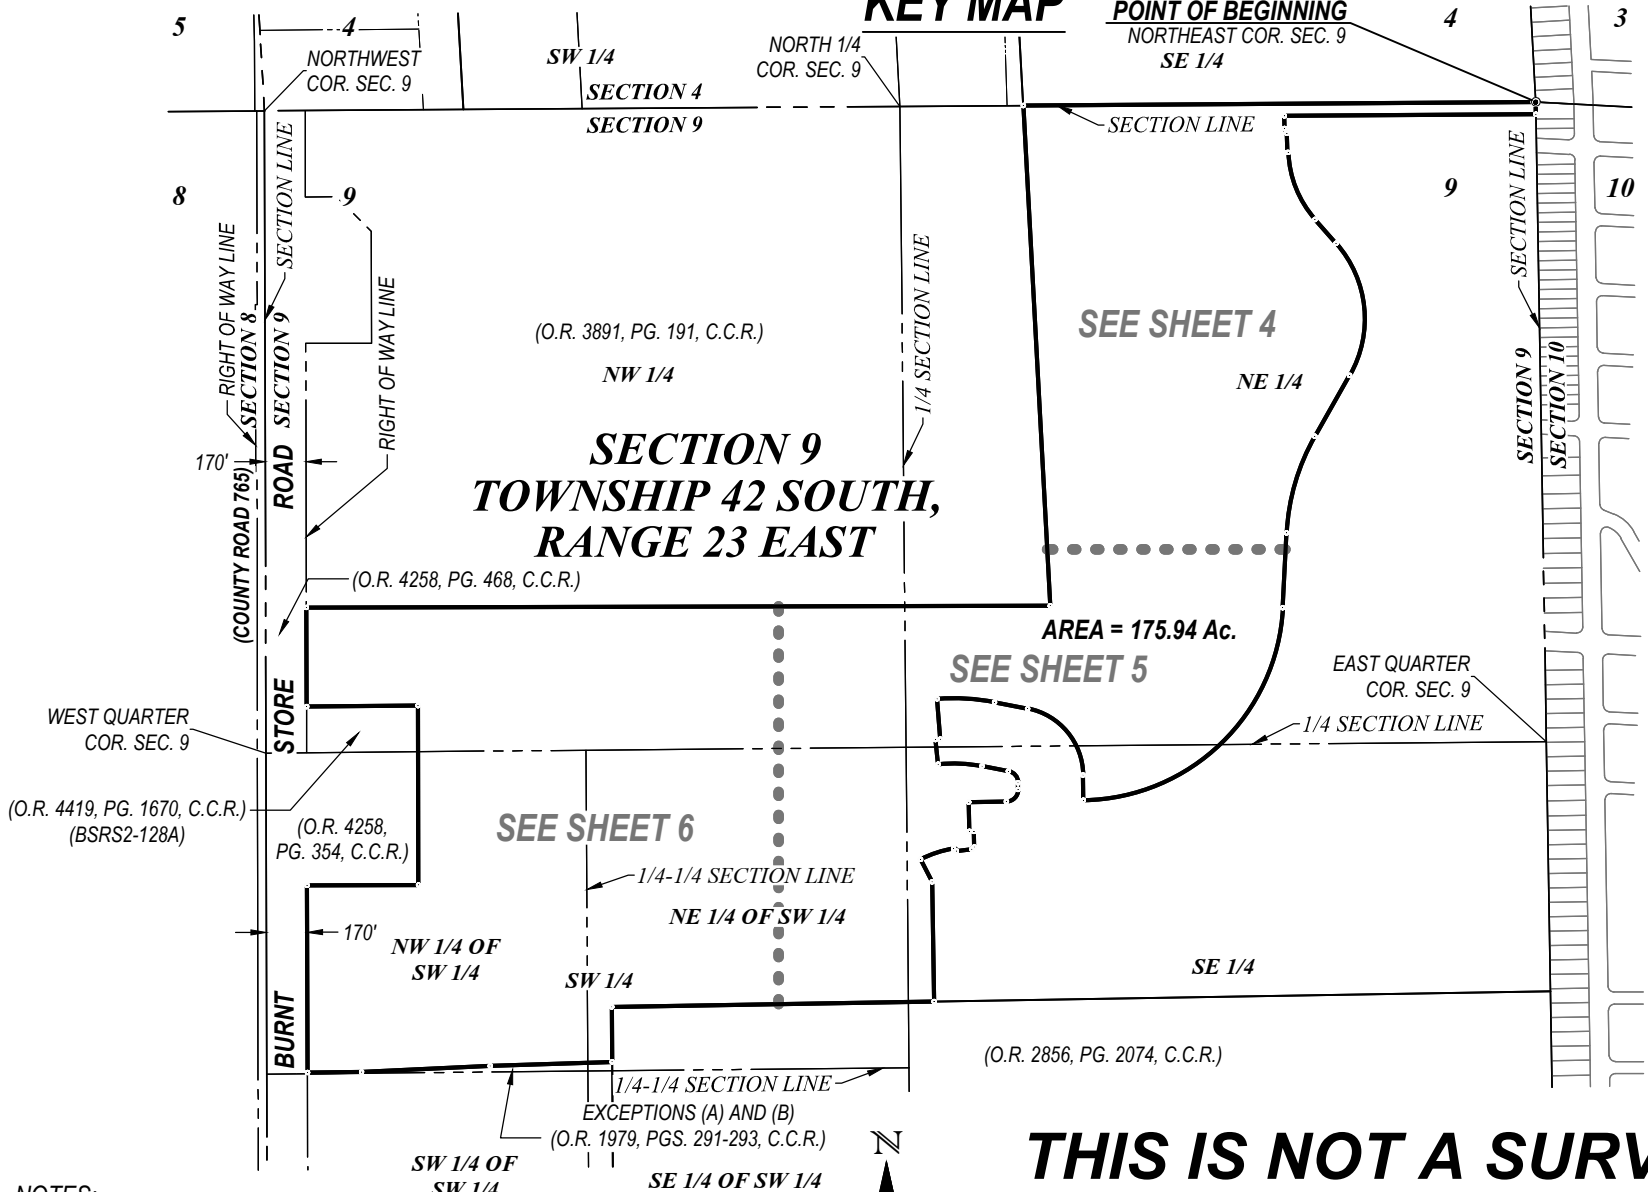 KEY MAP
POINT OF BEGINNING
NORTHEAST COR. SEC. 9
SE 1/4
5
4
4
3
NORTHWEST
COR. SEC. 9
SW 1/4
NORTH 1/4
COR. SEC. 9
SECTION 4
SECTION 9
SECTION LINE
SECTION LINE
SECTION LINE
8
9
9
10
RIGHT OF WAY LINE
SECTION 8
SECTION 9
RIGHT OF WAY LINE
(O.R. 3891, PG. 191, C.C.R.)
NW 1/4
1/4 SECTION LINE
SEE SHEET 4
NE 1/4
SECTION 9
SECTION 10
170'
(COUNTY ROAD 765)
ROAD
SECTION 9
TOWNSHIP 42 SOUTH,
RANGE 23 EAST
(O.R. 4258, PG. 468, C.C.R.)
AREA = 175.94 Ac.
SEE SHEET 5
EAST QUARTER
COR. SEC. 9
1/4 SECTION LINE
WEST QUARTER
COR. SEC. 9
STORE
(O.R. 4419, PG. 1670, C.C.R.)
(BSRS2-128A)
(O.R. 4258,
PG. 354, C.C.R.)
SEE SHEET 6
1/4-1/4 SECTION LINE
NE 1/4 OF SW 1/4
170'
NW 1/4 OF
SW 1/4
SW 1/4
SE 1/4
BURNT
(O.R. 2856, PG. 2074, C.C.R.)
1/4-1/4 SECTION LINE
EXCEPTIONS (A) AND (B)
(O.R. 1979, PGS. 291-293, C.C.R.)
N
THIS IS NOT A SURV
SW 1/4 OF
SW 1/4
SE 1/4 OF SW 1/4
NOTES: